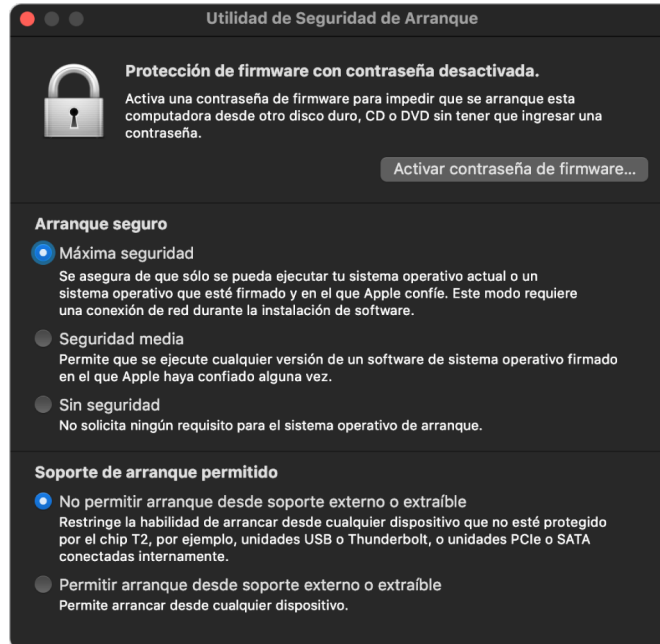 Utilidad de Seguridad de Arranque
Protección de firmware con contraseña desactivada.
Activa una contraseña de firmware para impedir que se arranque esta
computadora desde otro disco duro, CD o DVD sin tener que ingresar una
contraseña.
Activar contraseña de firmware...
Arranque seguro
Máxima seguridad
Se asegura de que sólo se pueda ejecutar tu sistema operativo actual o un
sistema operativo que esté firmado y en el que Apple confíe. Este modo requiere
una conexión de red durante la instalación de software.
Seguridad media
Permite que se ejecute cualquier versión de un software de sistema operativo firmado
en el que Apple haya confiado alguna vez.
Sin seguridad
No solicita ningún requisito para el sistema operativo de arranque.
Soporte de arranque permitido
No permitir arranque desde soporte externo o extraíble
Restringe la habilidad de arrancar desde cualquier dispositivo que no esté protegido
por el chip T2, por ejemplo, unidades USB o Thunderbolt, o unidades PCIe o SATA
conectadas internamente.
Permitir arranque desde soporte externo o extraíble
Permite arrancar desde cualquier dispositivo.